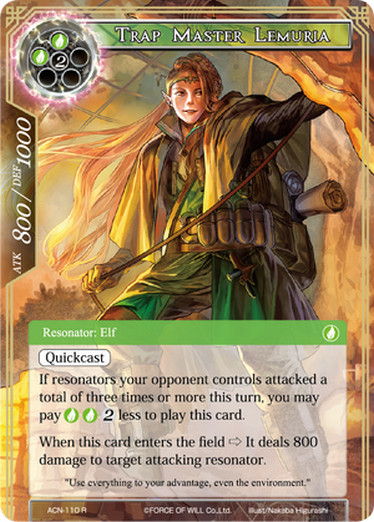 Trap Master Lemuria
2
ATK 800 / DEF 1000
Resonator: Elf
Quickcast
If resonators your opponent controls attacked a
total of three times or more this turn, you may
pay 2 less to play this card.
When this card enters the field ⇨ It deals 800
damage to target attacking resonator.
"Use everything to your advantage, even the environment."
ACN-110 R ©FORCE OF WILL Co.,Ltd. Illust/Nakaba Higurashi